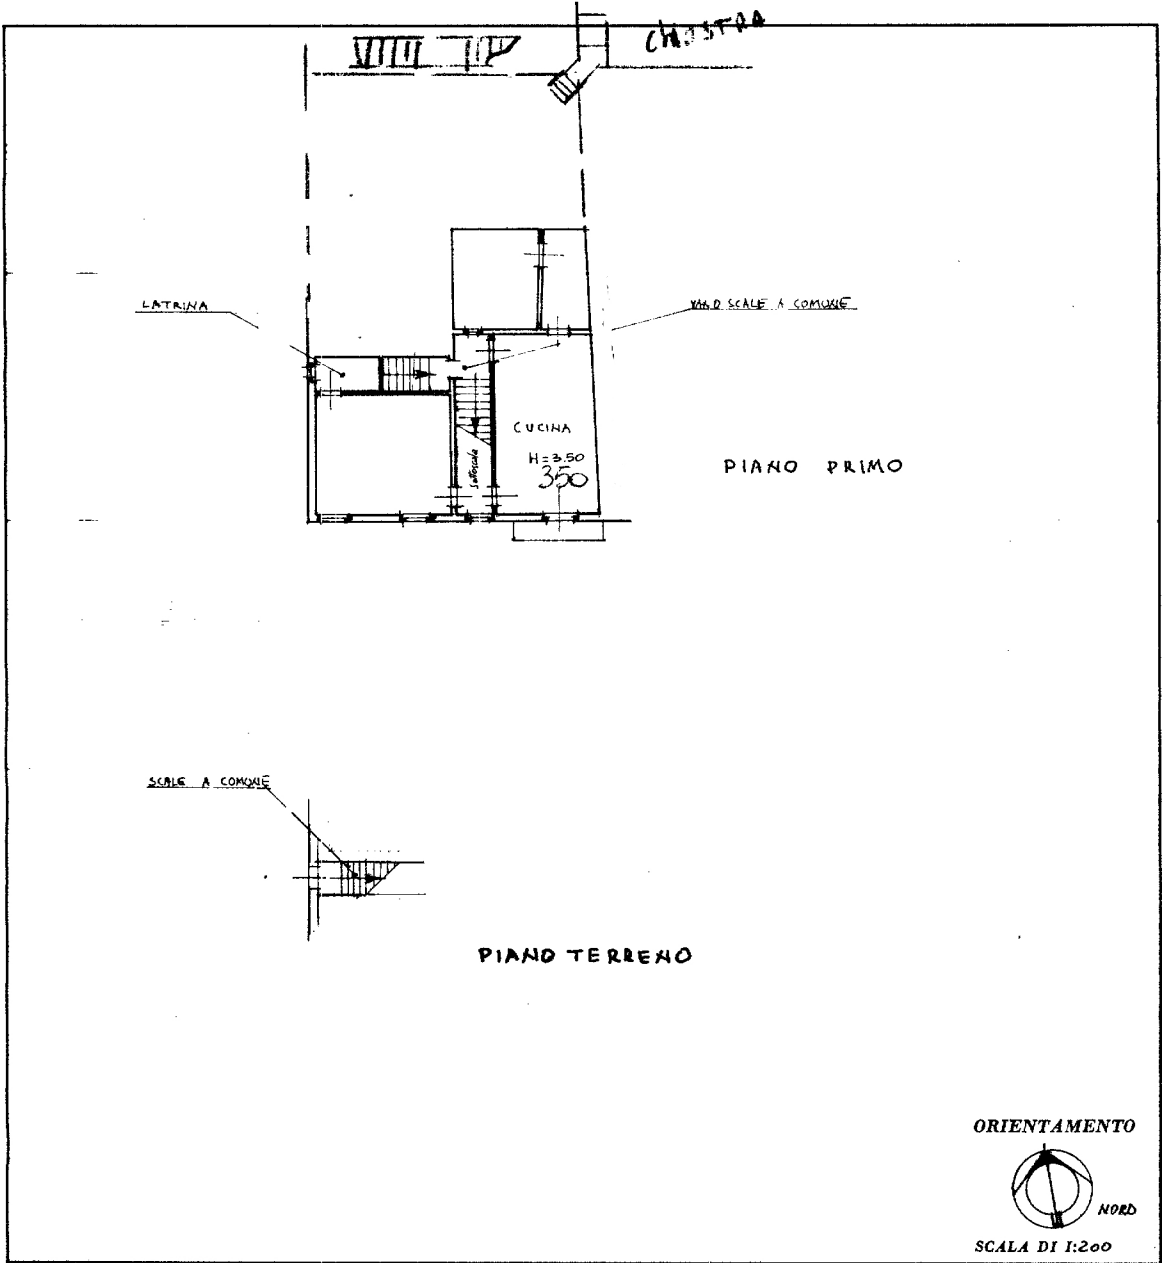 CHIOSTRA
LATRINA
VANO SCALE A COMUNE
CUCINA
H=3.50
350
Sottoscala
PIANO PRIMO
SCALE A COMUNE
PIANO TERRENO
ORIENTAMENTO
NORD
SCALA DI 1:200